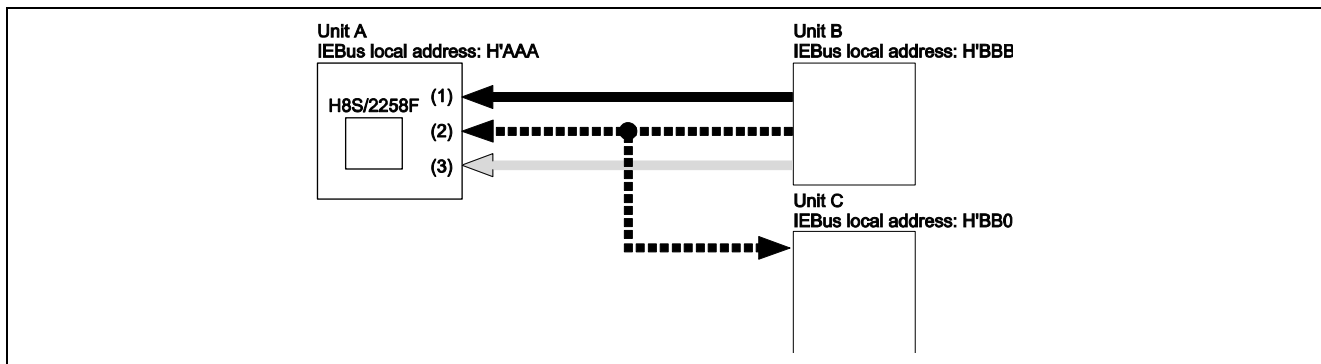 Unit A
IEBus local address: H'AAA
Unit B
IEBus local address: H'BBB
H8S/2258F
(1)
(2)
(3)
Unit C
IEBus local address: H'BB0